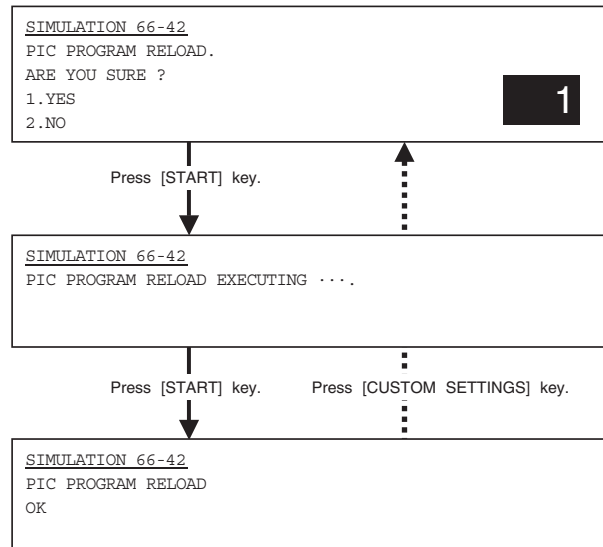 SIMULATION 66-42
PIC PROGRAM RELOAD.
ARE YOU SURE ?
1.YES
2.NO
1
Press [START] key.
SIMULATION 66-42
PIC PROGRAM RELOAD EXECUTING ···.
Press [START] key.
Press [CUSTOM SETTINGS] key.
SIMULATION 66-42
PIC PROGRAM RELOAD
OK